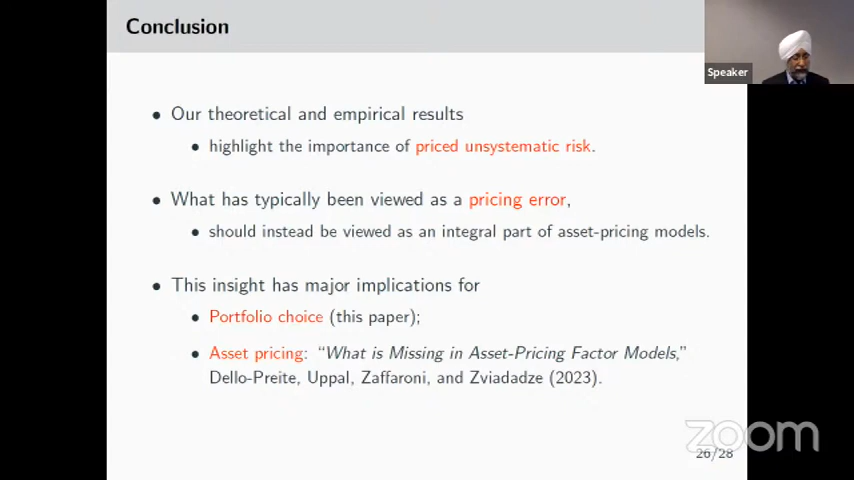 Conclusion
Speaker
• Our theoretical and empirical results
• highlight the importance of priced unsystematic risk.
• What has typically been viewed as a pricing error,
• should instead be viewed as an integral part of asset-pricing models.
• This insight has major implications for
• Portfolio choice (this paper);
• Asset pricing: “What is Missing in Asset-Pricing Factor Models,”
Dello-Preite, Uppal, Zaffaroni, and Zviadadze (2023).
zoom
26/28